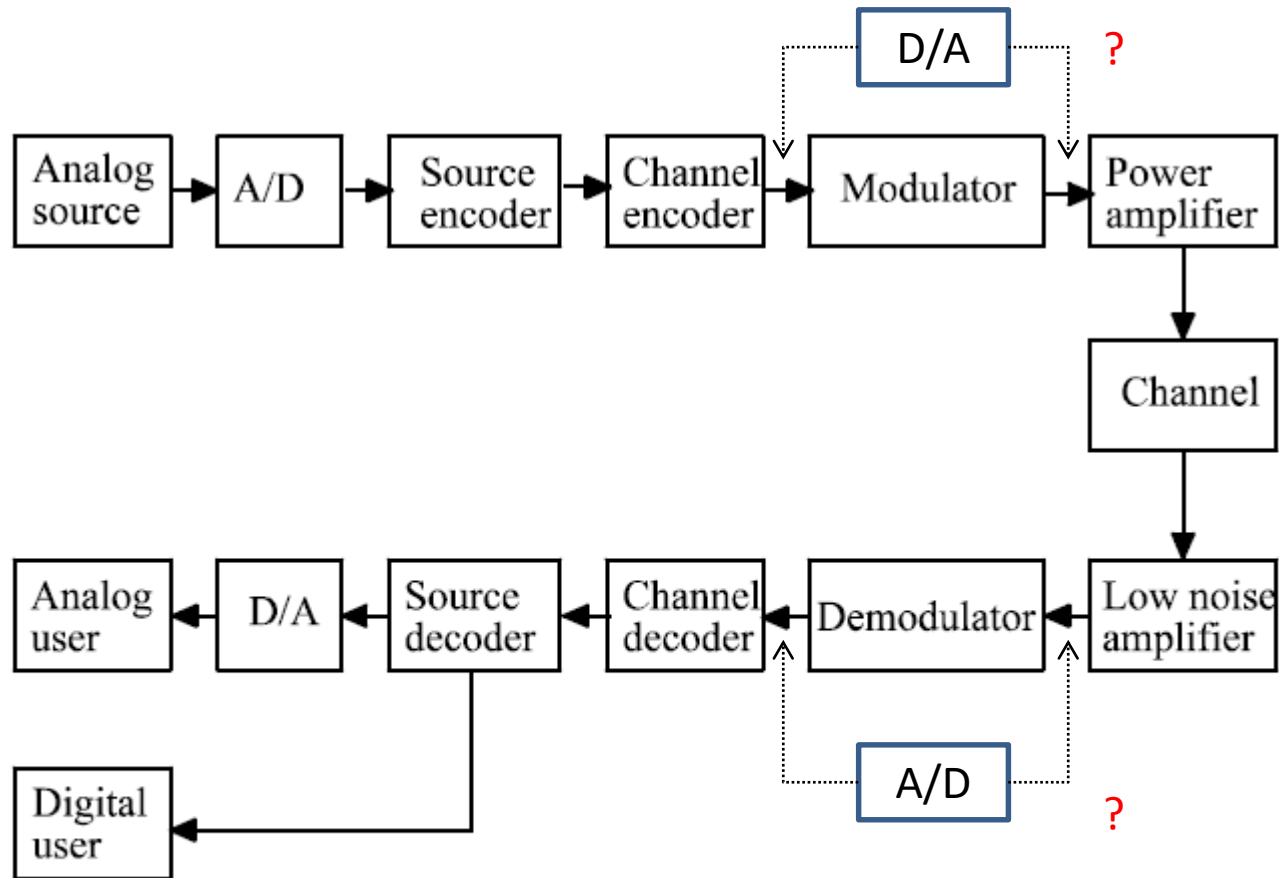 D/A
?
Analog
source
A/D
Source
encoder
Channel
encoder
Modulator
Power
amplifier
Channel
Analog
user
D/A
Source
decoder
Channel
decoder
Demodulator
Low noise
amplifier
Digital
user
A/D
?